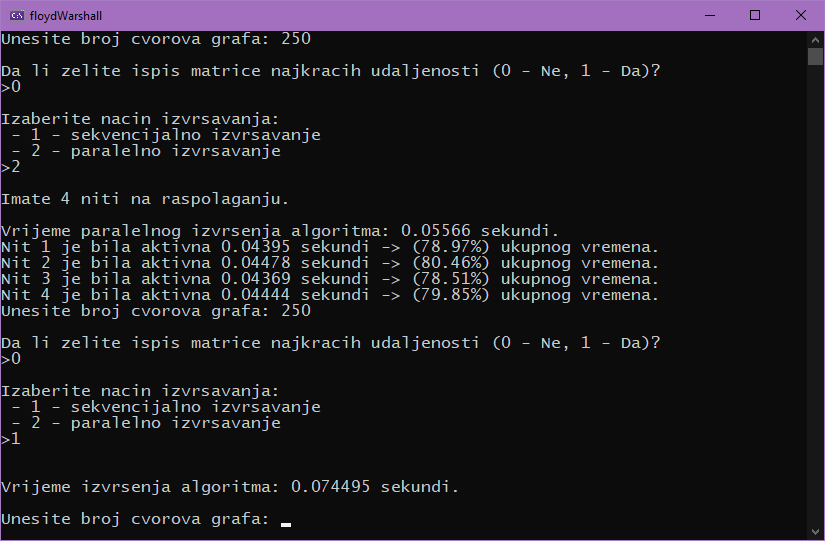 floydWarshall
Unesite broj cvorova grafa: 250
Da li zelite ispis matrice najkracih udaljenosti (0 - Ne, 1 - Da)?
>0
Izaberite nacin izvrsavanja:
- 1 - sekvencijalno izvrsavanje
- 2 - paralelno izvrsavanje
>2
Imate 4 niti na raspolaganju.
Vrijeme paralelnog izvrsenja algoritma: 0.05566 sekundi.
Nit 1 je bila aktivna 0.04395 sekundi -> (78.97%) ukupnog vremena.
Nit 2 je bila aktivna 0.04478 sekundi -> (80.46%) ukupnog vremena.
Nit 3 je bila aktivna 0.04369 sekundi -> (78.51%) ukupnog vremena.
Nit 4 je bila aktivna 0.04444 sekundi -> (79.85%) ukupnog vremena.
Unesite broj cvorova grafa: 250
Da li zelite ispis matrice najkracih udaljenosti (0 - Ne, 1 - Da)?
>0
Izaberite nacin izvrsavanja:
- 1 - sekvencijalno izvrsavanje
- 2 - paralelno izvrsavanje
>1
Vrijeme izvrsenja algoritma: 0.074495 sekundi.
Unesite broj cvorova grafa: